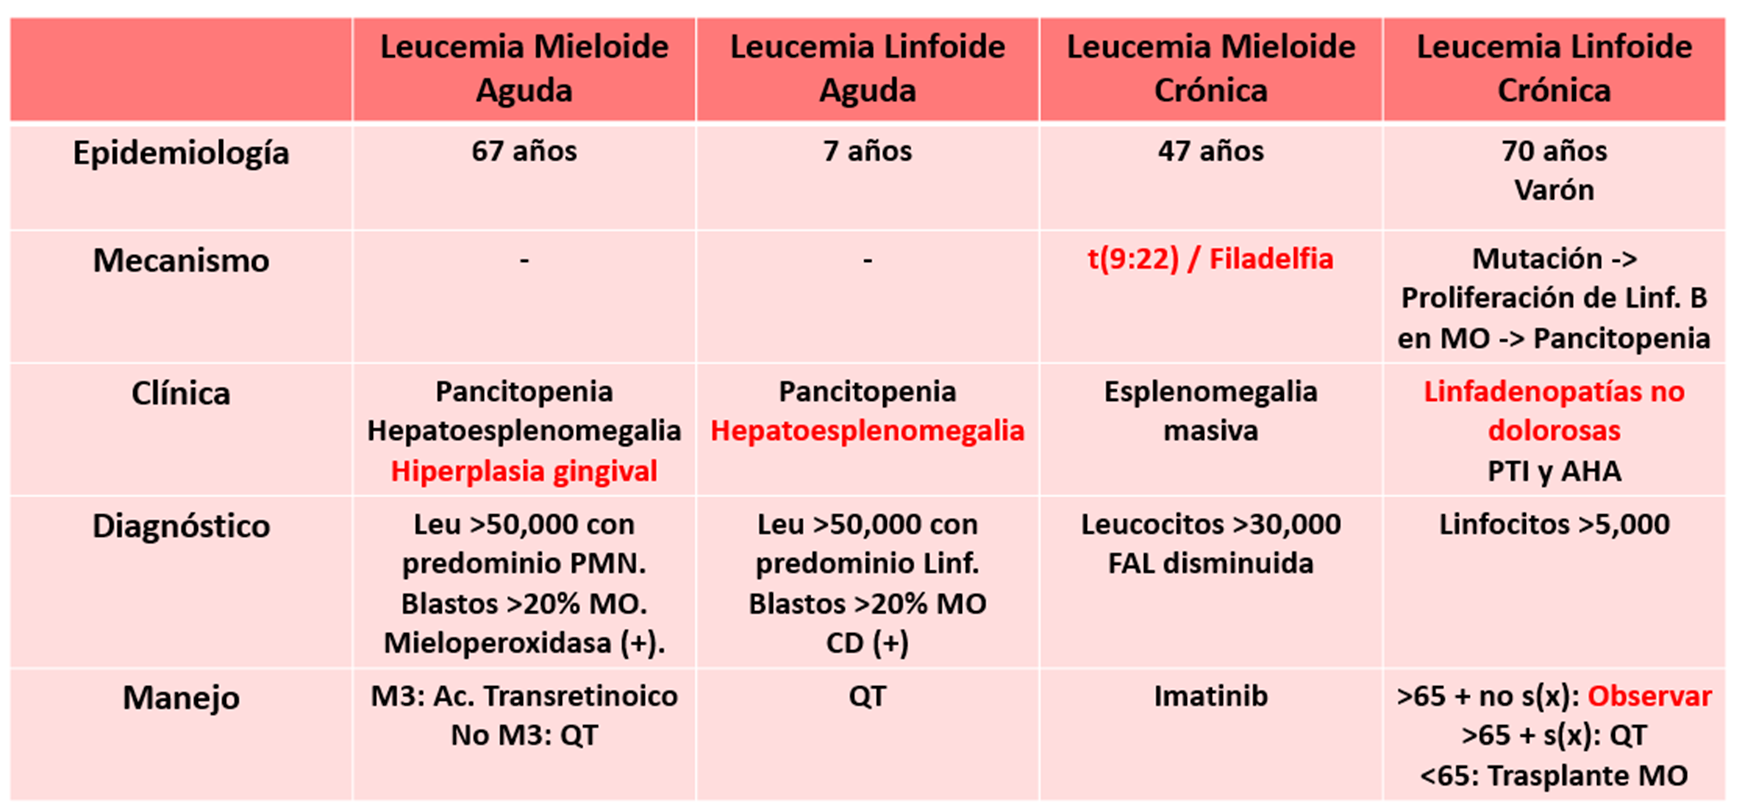 Leucemia Mieloide Aguda
Leucemia Linfoide Aguda
Leucemia Mieloide Crónica
Leucemia Linfoide Crónica
Epidemiología
67 años
7 años
47 años
70 años
Varón
Mecanismo
-
-
t(9:22) / Filadelfia
Mutación ->
Proliferación de Linf. B
en MO -> Pancitopenia
Clínica
Pancitopenia
Hepatoesplenomegalia
Hiperplasia gingival
Pancitopenia
Hepatoesplenomegalia
Esplenomegalia
masiva
Linfadenopatías no
dolorosas
PTI y AHA
Diagnóstico
Leu >50,000 con
predominio PMN.
Blastos >20% MO.
Mieloperoxidasa (+).
Leu >50,000 con
predominio Linf.
Blastos >20% MO
CD (+)
Leucocitos >30,000
FAL disminuida
Linfocitos >5,000
Manejo
M3: Ac. Transretinoico
No M3: QT
QT
Imatinib
>65 + no s(x): Observar
>65 + s(x): QT
<65: Trasplante MO